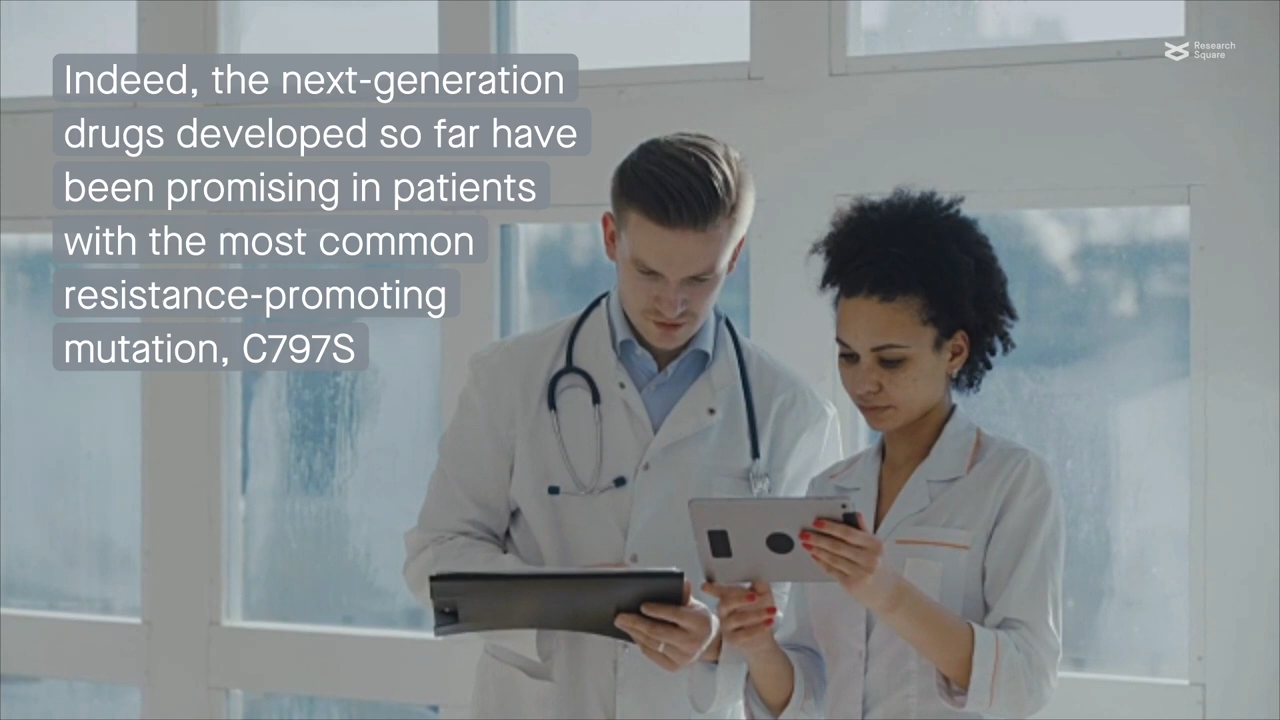 Indeed, the next-generation
drugs developed so far have
been promising in patients
with the most common
resistance-promoting
mutation, C797S
Research
Square